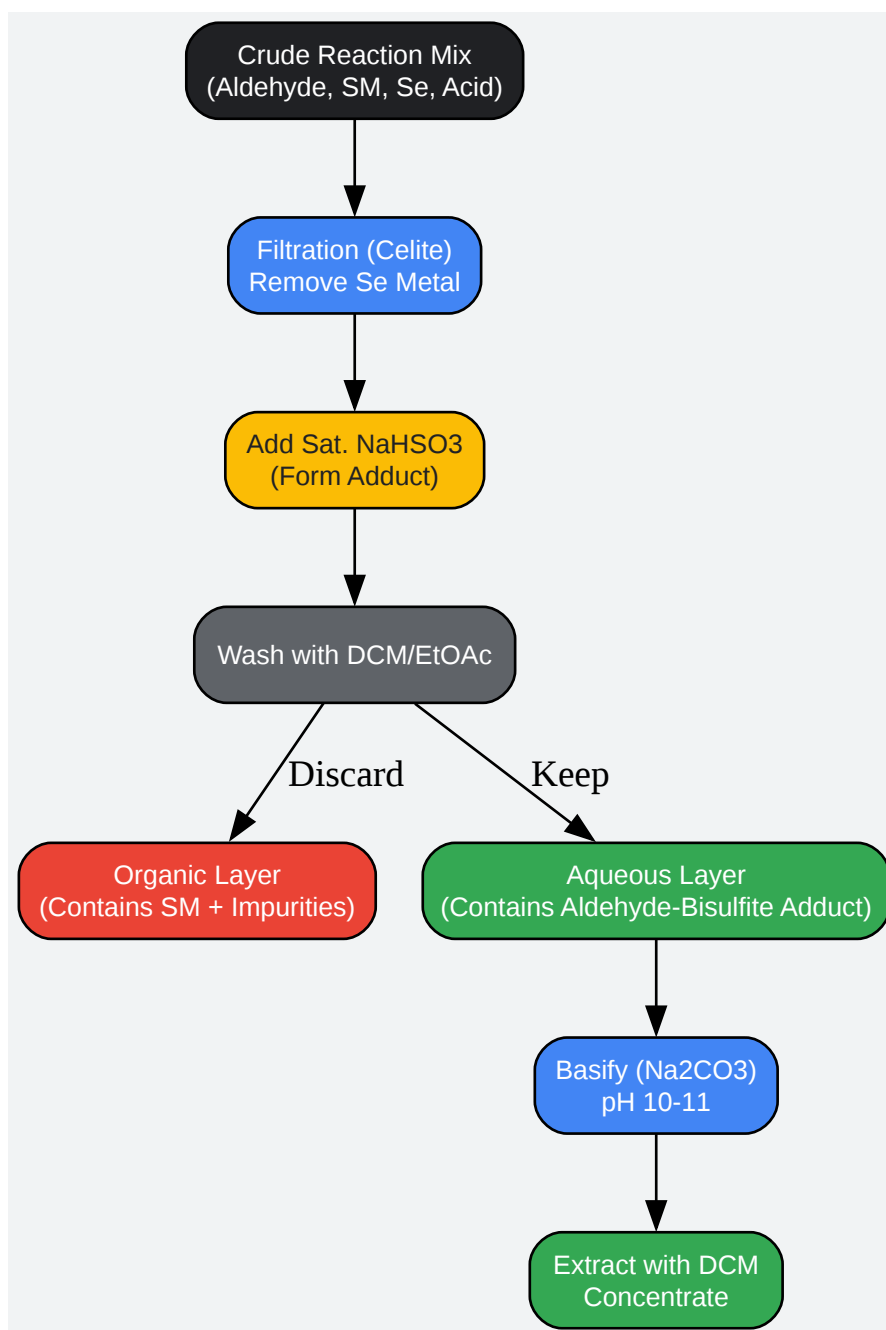 Crude Reaction Mix
(Aldehyde, SM, Se, Acid)
Filtration (Celite)
Remove Se Metal
Add Sat. NaHSO3
(Form Adduct)
Wash with DCM/EtOAc
Discard
Keep
Organic Layer
(Contains SM + Impurities)
Aqueous Layer
(Contains Aldehyde-Bisulfite Adduct)
Basify (Na2CO3)
pH 10-11
Extract with DCM
Concentrate